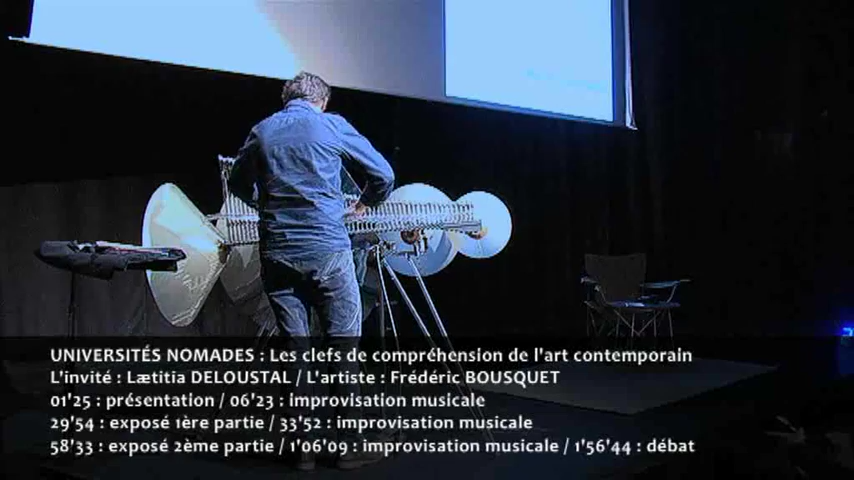 UNIVERSITÉS NOMADES : Les clefs de compréhension de l'art contemporain
L'invité : Lætitia DELOUSTAL / L'artiste : Frédéric BOUSQUET
01'25 : présentation / 06'23 : improvisation musicale
29'54 : exposé 1ère partie / 33'52 : improvisation musicale
58'33 : exposé 2ème partie / 1'06'09 : improvisation musicale / 1'56'44 : débat